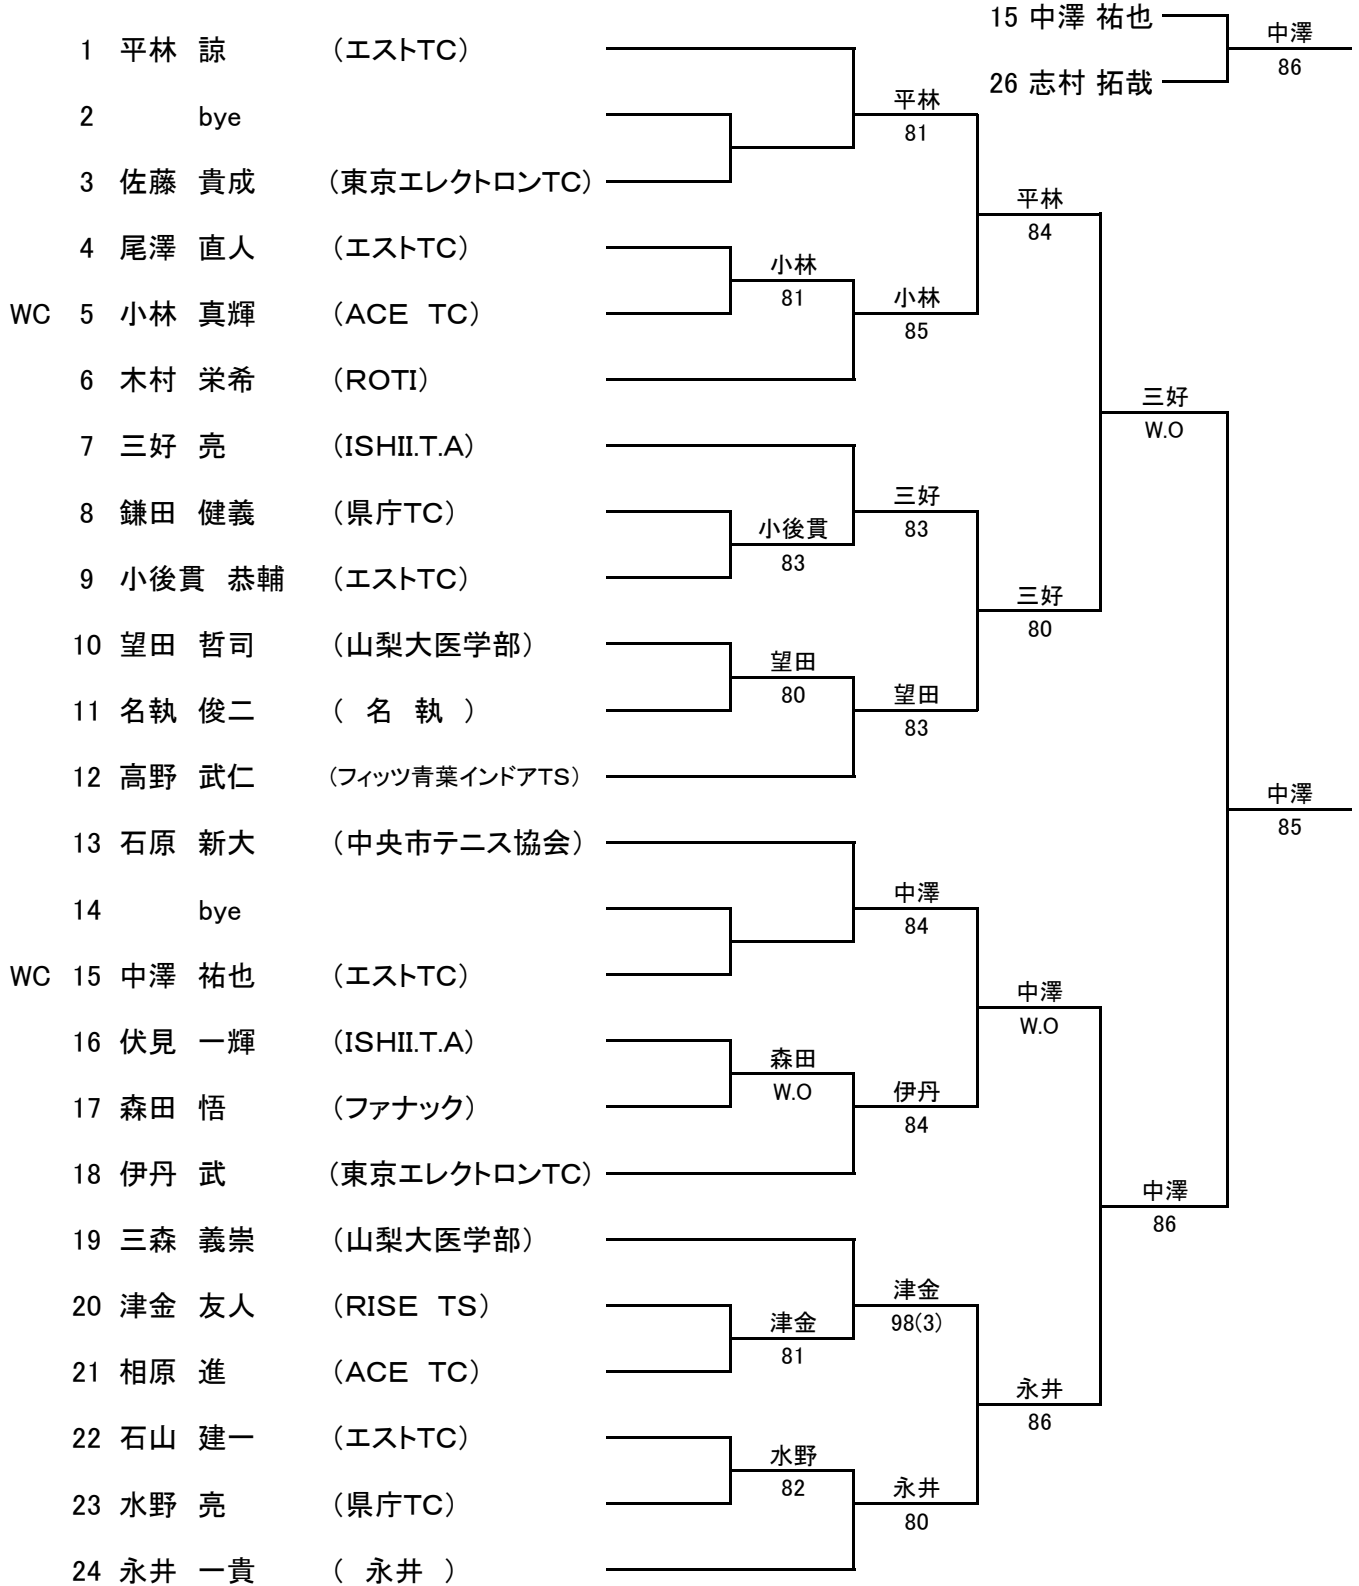 15 中澤 祐也
中澤
1 平林 諒 (エストTC)
86
26 志村 拓哉
平林
2 bye
81
3 佐藤 貴成 (東京エレクトロンTC)
平林
84
4 尾澤 直人 (エストTC)
小林
81
小林
WC 5 小林 真輝 (ACE TC)
85
6 木村 栄希 (ROTI)
三好
W.O
7 三好 亮 (ISHII.T.A)
三好
8 鎌田 健義 (県庁TC)
小後貫
83
83
9 小後貫 恭輔 (エストTC)
三好
80
10 望田 哲司 (山梨大医学部)
望田
80
望田
11 名執 俊二 ( 名 執 )
83
12 高野 武仁 (フィッツ青葉インドアTS)
中澤
85
13 石原 新大 (中央市テニス協会)
中澤
14 bye
84
WC 15 中澤 祐也 (エストTC)
中澤
W.O
16 伏見 一輝 (ISHII.T.A)
森田
W.O
伊丹
17 森田 悟 (ファナック)
84
18 伊丹 武 (東京エレクトロンTC)
中澤
86
19 三森 義崇 (山梨大医学部)
津金
20 津金 友人 (RISE TS)
津金
98(3)
81
21 相原 進 (ACE TC)
永井
86
22 石山 建一 (エストTC)
水野
82
永井
23 水野 亮 (県庁TC)
80
24 永井 一貴 ( 永井 )